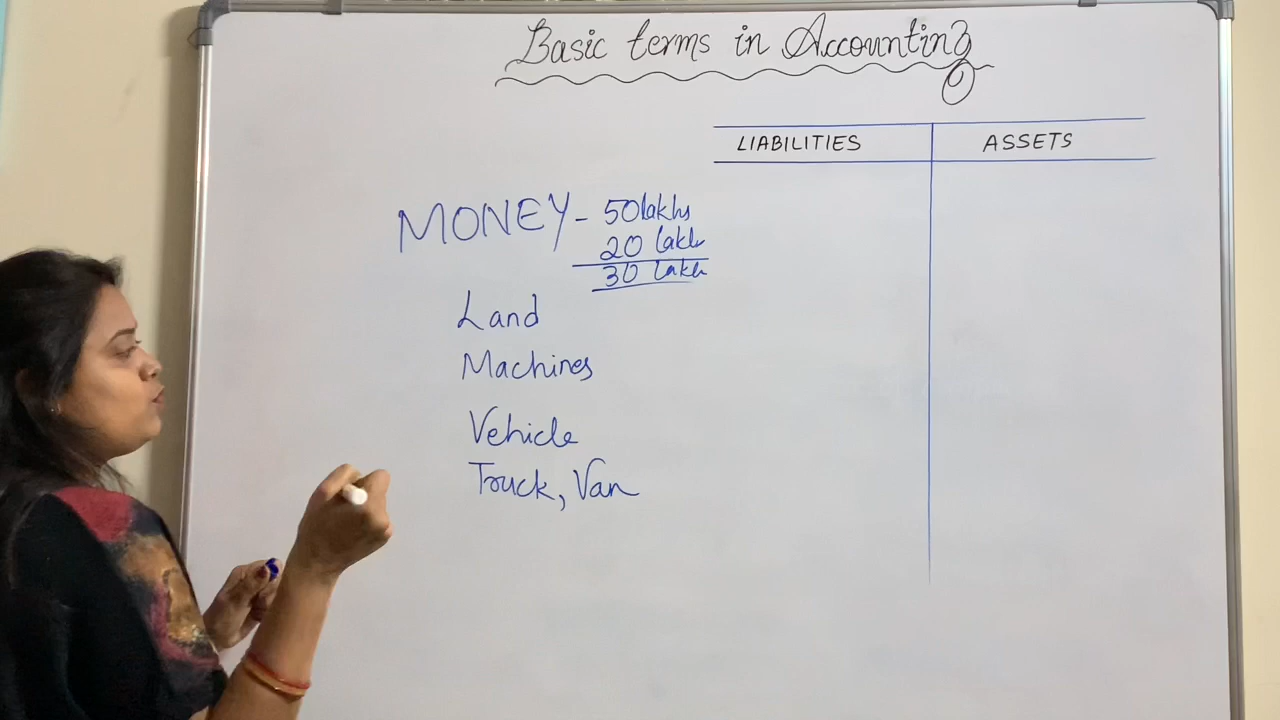 Basic terms in Accounting
LIABILITIES ASSETS
MONEY - 50 lakhs
20 lakh
30 lakh
Land
Machines
Vehicle
Truck, Van